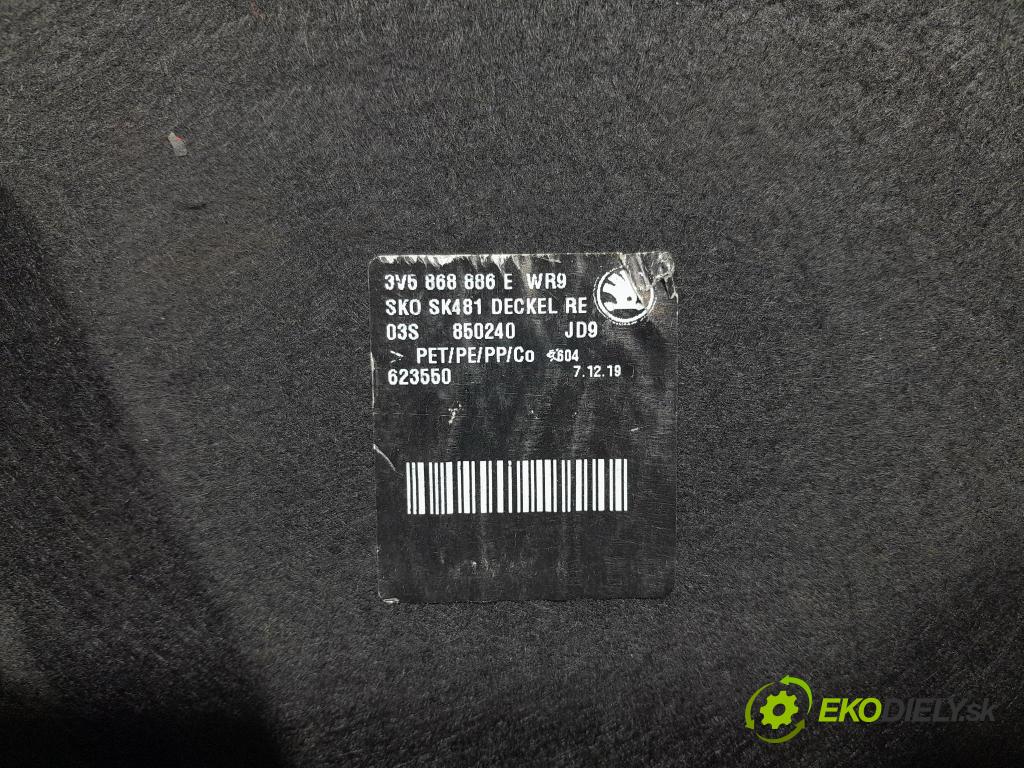 3V5 868 886 E WR9
SKO SK481 DECKEL RE
03S 850240 JD9
> PET/PE/PP/Co
623550 7.12.19
EKODIELY.sk